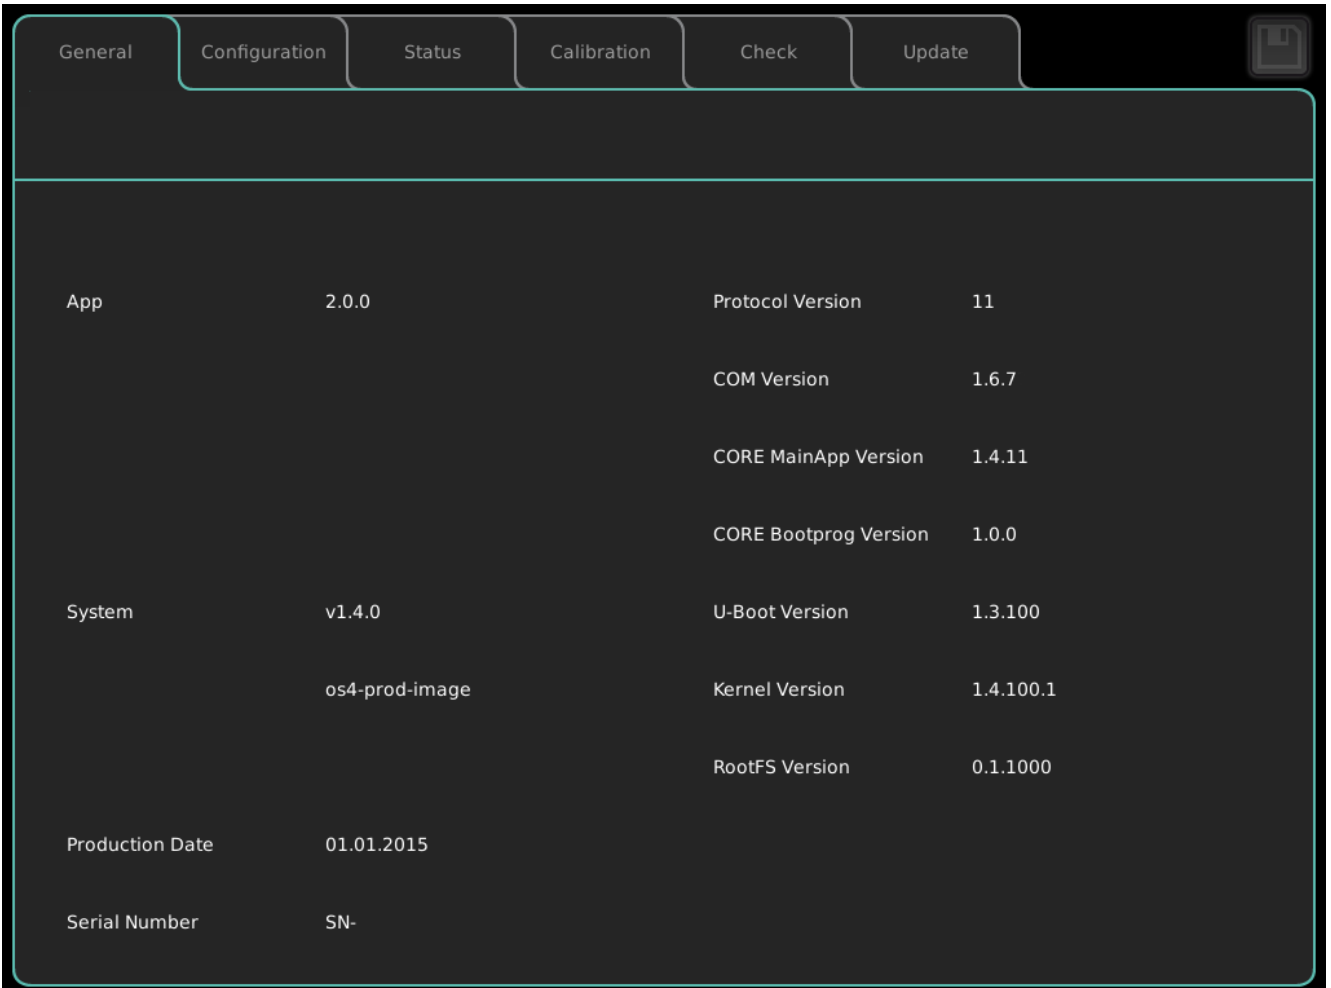 General Configuration Status Calibration Check Update
App 2.0.0 Protocol Version 11
COM Version 1.6.7
CORE MainApp Version 1.4.11
CORE Bootprog Version 1.0.0
System v1.4.0 U-Boot Version 1.3.100
os4-prod-image Kernel Version 1.4.100.1
RootFS Version 0.1.1000
Production Date 01.01.2015
Serial Number SN-